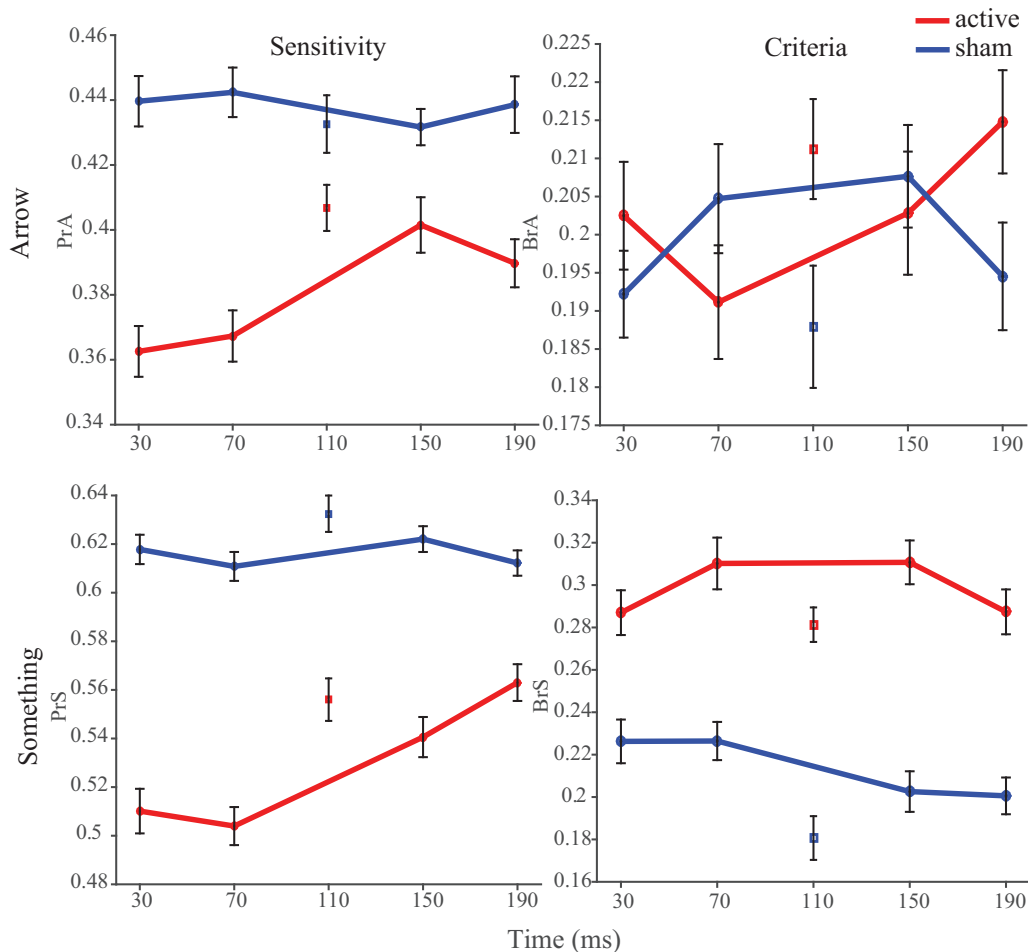 active
sham
Sensitivity
Criteria
Arrow
PrA
0.46
0.44
0.42
0.4
0.38
0.36
0.34
30 70 110 150 190
BrA
0.225
0.22
0.215
0.21
0.205
0.2
0.195
0.19
0.185
0.18
0.175
30 70 110 150 190
Something
PrS
0.64
0.62
0.6
0.58
0.56
0.54
0.52
0.5
0.48
30 70 110 150 190
BrS
0.34
0.32
0.3
0.28
0.26
0.24
0.22
0.2
0.18
0.16
30 70 110 150 190
Time (ms)